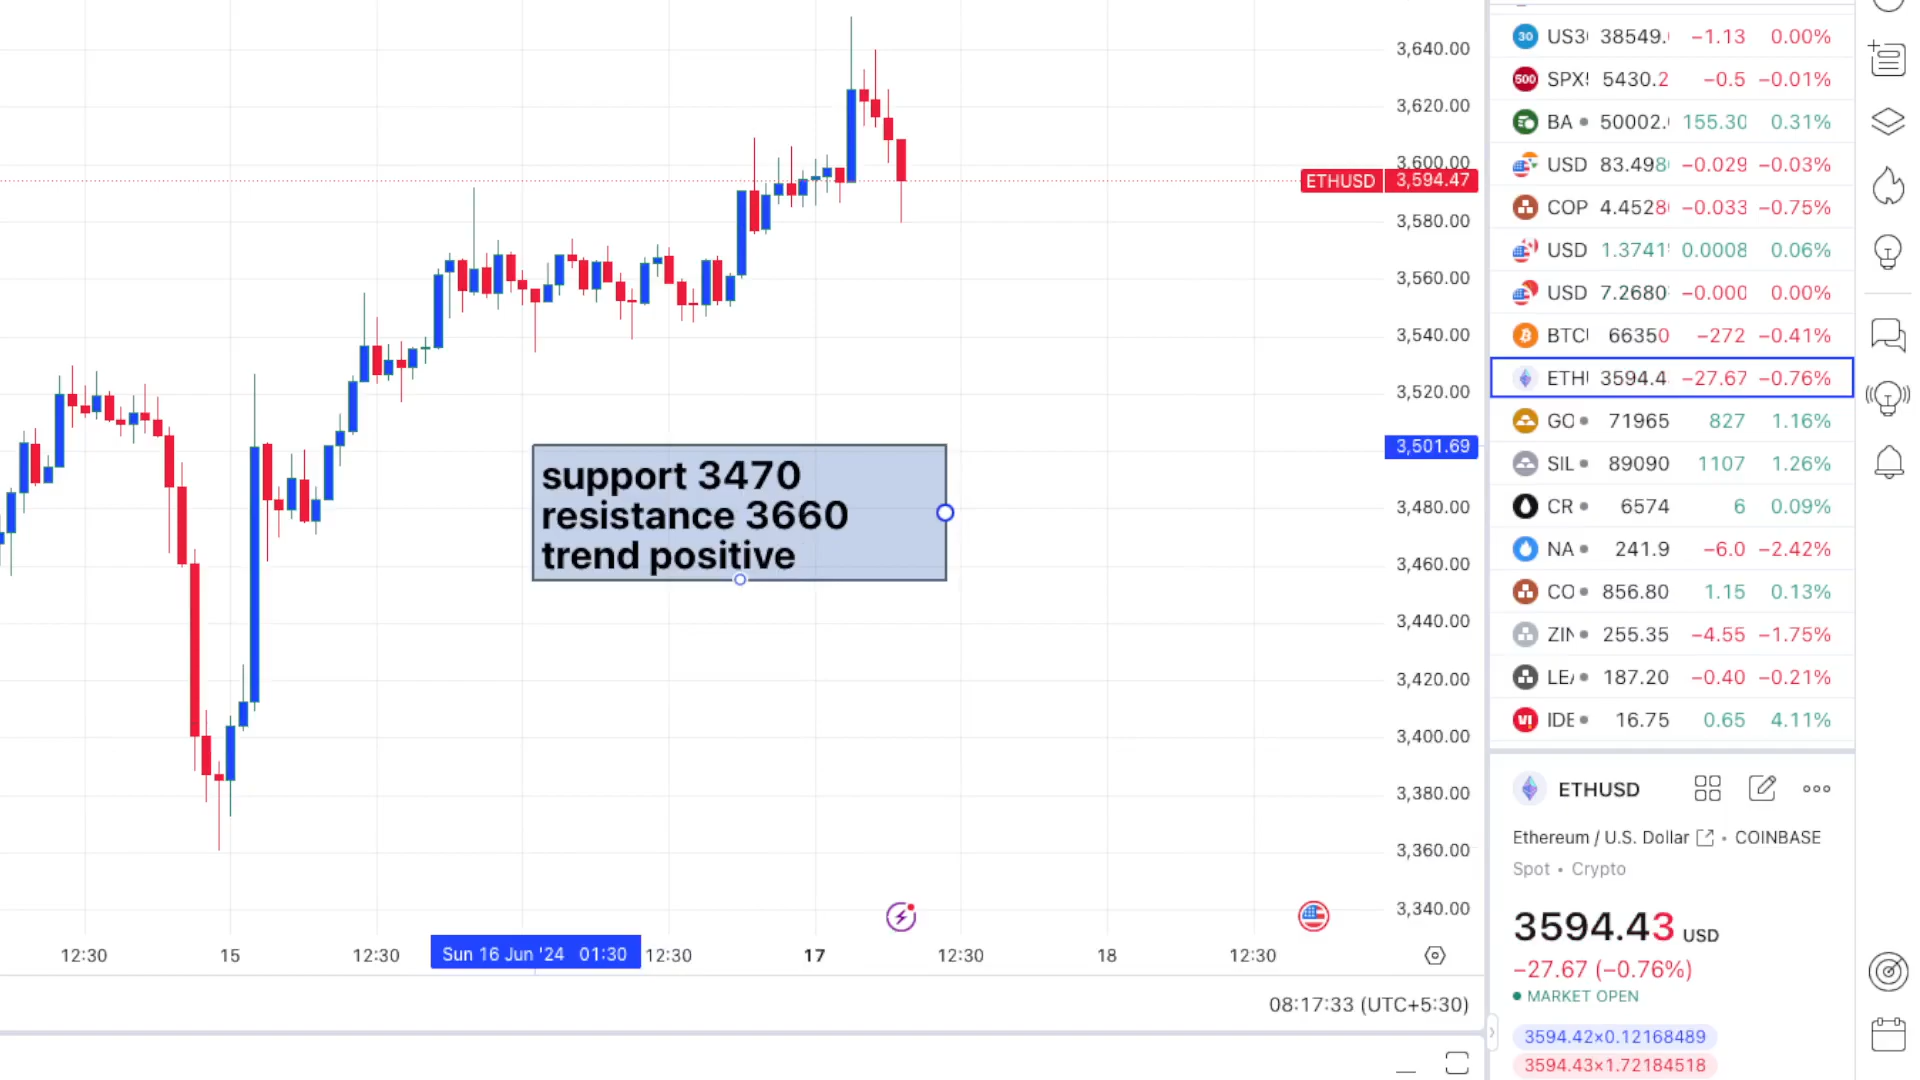 3,640.00
3,620.00
3,600.00
ETHUSD 3,594.47
3,580.00
3,560.00
3,540.00
3,520.00
3,501.69
3,480.00
3,460.00
3,440.00
3,420.00
3,400.00
3,380.00
3,360.00
3,340.00
support 3470
resistance 3660
trend positive
12:30 15 12:30 Sun 16 Jun '24 01:30 12:30 17 12:30 18 12:30
08:17:33 (UTC+5:30)
30 US3 38549. −1.13 0.00%
500 SPX 5430.2 −0.5 −0.01%
BA 50002. 155.30 0.31%
USD 83.498 −0.029 −0.03%
COP 4.4528 −0.033 −0.75%
USD 1.3741 0.0008 0.06%
USD 7.2680 −0.000 0.00%
BTC 66350 −272 −0.41%
ETH 3594.4 −27.67 −0.76%
GO 71965 827 1.16%
SIL 89090 1107 1.26%
CR 6574 6 0.09%
NA 241.9 −6.0 −2.42%
CO 856.80 1.15 0.13%
ZIN 255.35 −4.55 −1.75%
LEA 187.20 −0.40 −0.21%
IDE 16.75 0.65 4.11%
ETHUSD
Ethereum / U.S. Dollar • COINBASE
Spot • Crypto
3594.43 USD
−27.67 (−0.76%)
MARKET OPEN
3594.42×0.12168489
3594.43×1.72184518